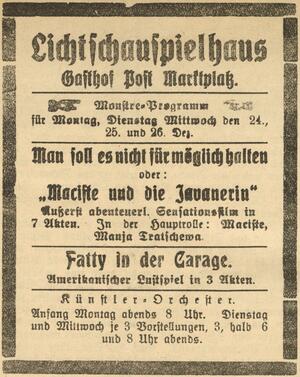 Lichtschauspielhaus
Gasthof Post Marktplatz.
Monstre-Programm
für Montag, Dienstag Mittwoch den 24.,
25. und 26. Dez.
Man soll es nicht für möglich halten
oder:
„Maciste und die Javanerin“
Äußerst abenteuerl. Sensationsfilm in
7 Akten. In der Hauptrolle: Maciste,
Manja Tratschewa.
Fatty in der Garage.
Amerikanischer Lustspiel in 3 Akten.
Künstler-Orchester.
Anfang Montag abends 8 Uhr. Dienstag
und Mittwoch je 3 Vorstellungen, 3, halb 6
und 8 Uhr abends.